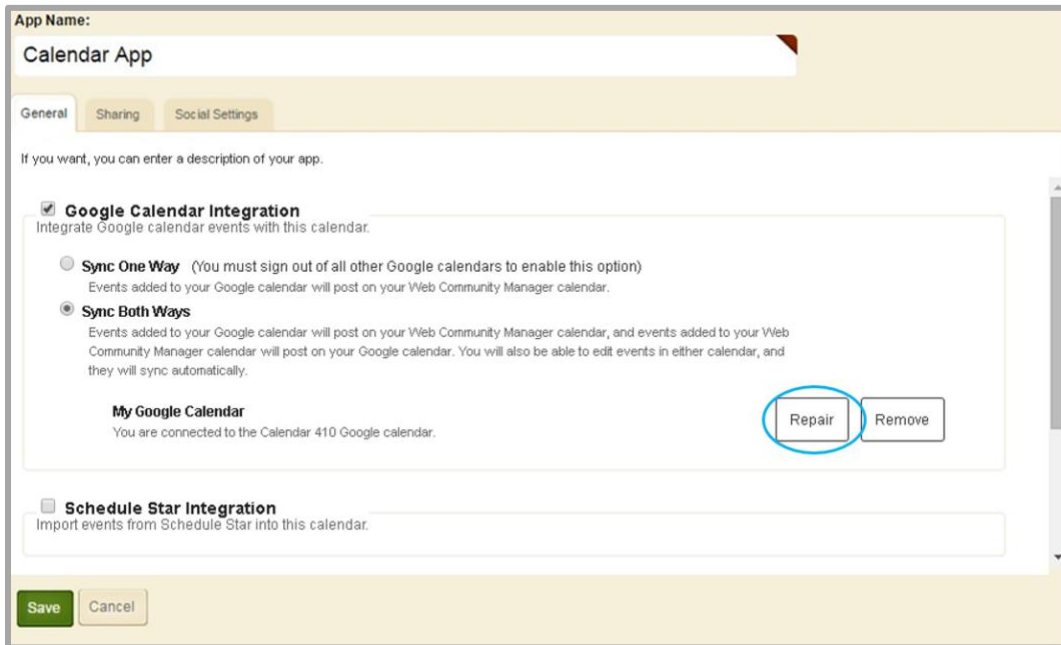 App Name:
Calendar App
General Sharing Social Settings
If you want, you can enter a description of your app.
Google Calendar Integration
Integrate Google calendar events with this calendar.
Sync One Way (You must sign out of all other Google calendars to enable this option)
Events added to your Google calendar will post on your Web Community Manager calendar.
Sync Both Ways
Events added to your Google calendar will post on your Web Community Manager calendar, and events added to your Web
Community Manager calendar will post on your Google calendar. You will also be able to edit events in either calendar, and
they will sync automatically.
My Google Calendar
You are connected to the Calendar 410 Google calendar.
Repair Remove
Schedule Star Integration
Import events from Schedule Star into this calendar.
Save Cancel